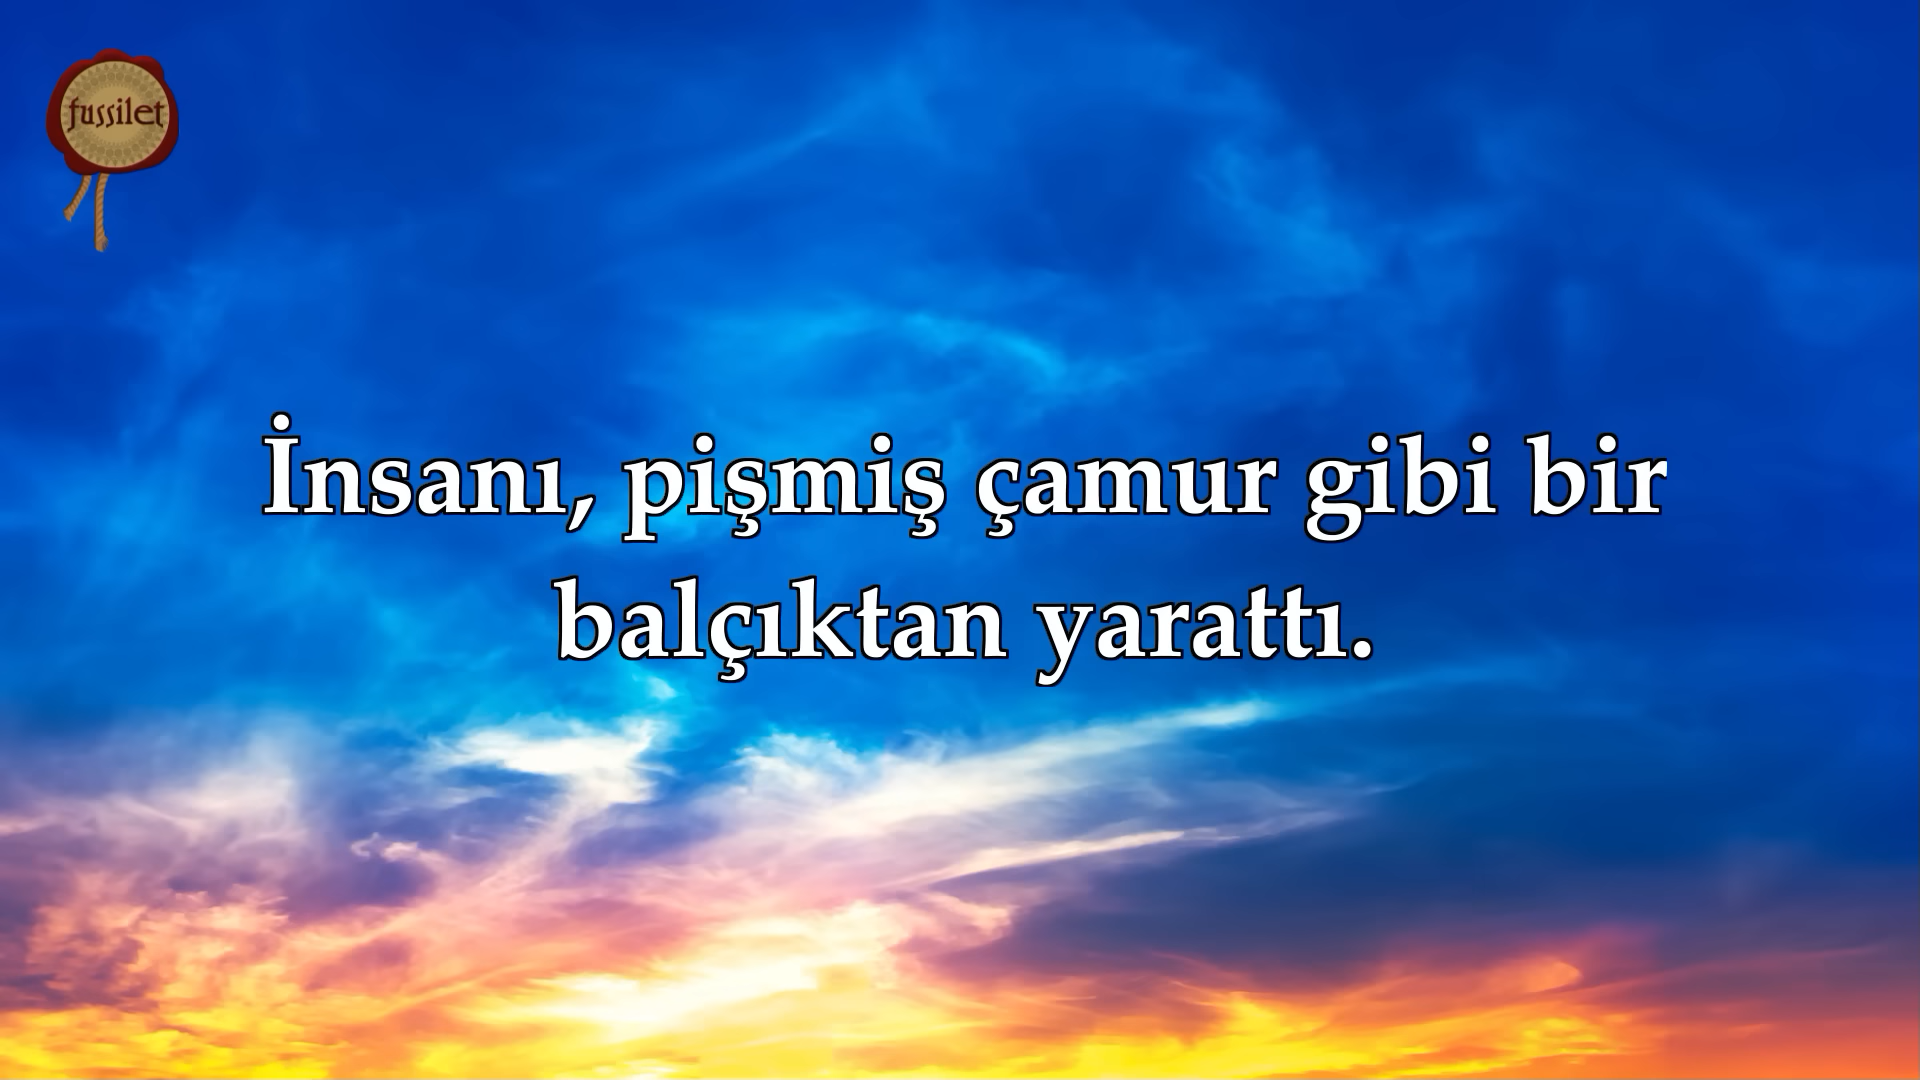 fussilet
İnsanı, pişmiş çamur gibi bir
balçıktan yarattı.